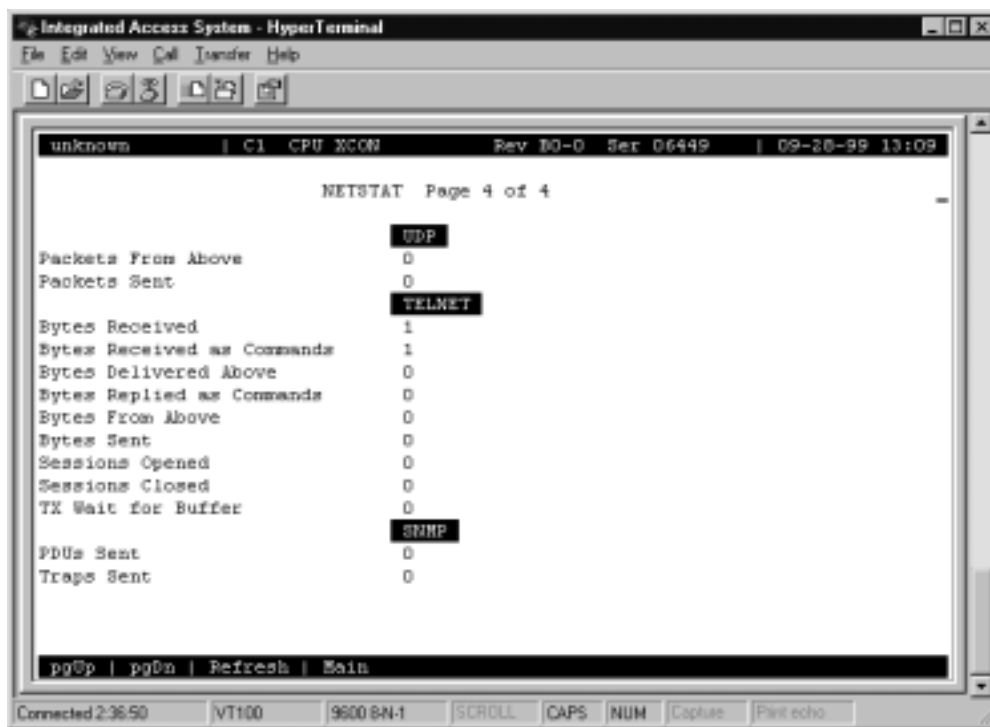 Integrated Access System - HyperTerminal
File Edit View Call Transfer Help
unknown | C1 CPU XCON Rev B0-0 Ser 06449 | 09-28-99 13:09
NETSTAT Page 4 of 4
UDP
Packets From Above 0
Packets Sent 0
TELNET
Bytes Received 1
Bytes Received as Commands 1
Bytes Delivered Above 0
Bytes Replied as Commands 0
Bytes From Above 0
Bytes Sent 0
Sessions Opened 0
Sessions Closed 0
TX Wait for Buffer 0
SNMP
PDUs Sent 0
Traps Sent 0
pgUp | pgDn | Refresh | Main
Connected 2:36:50 VT100 9600 8-N-1 SCROLL CAPS NUM Capture Print echo